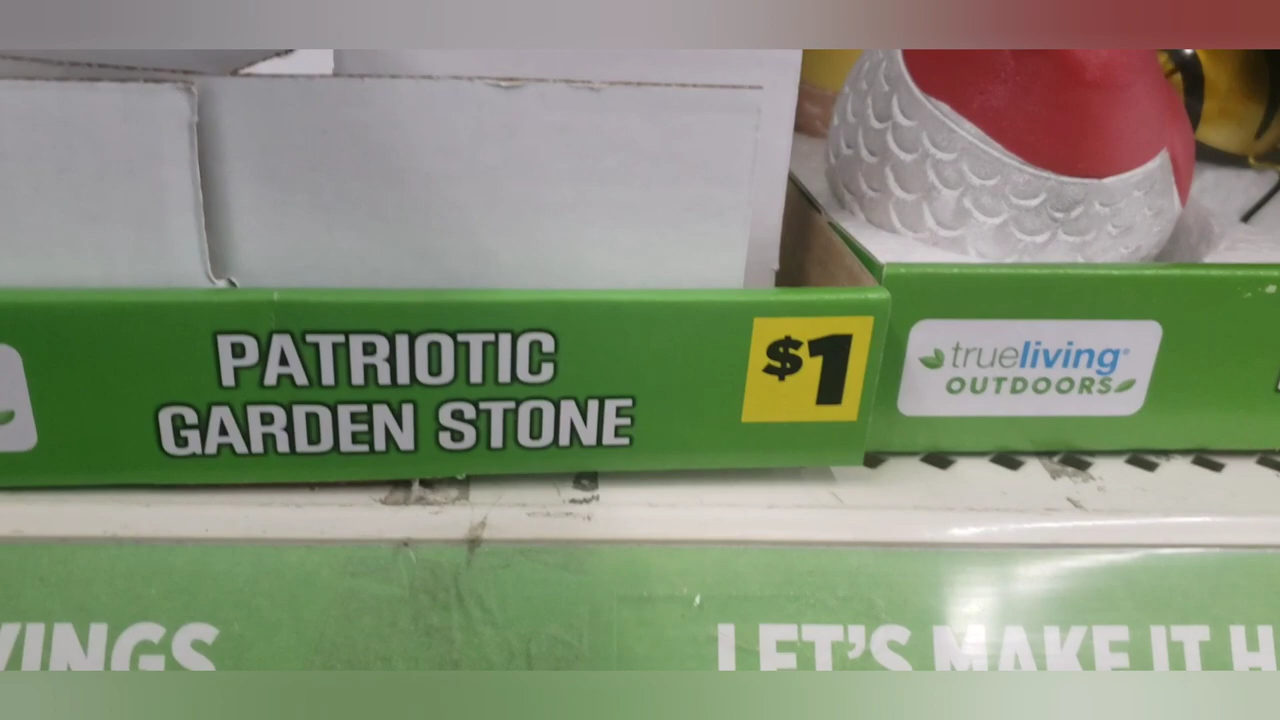 PATRIOTIC
GARDEN STONE
$1
trueliving®
OUTDOORS
LET'S MAKE IT